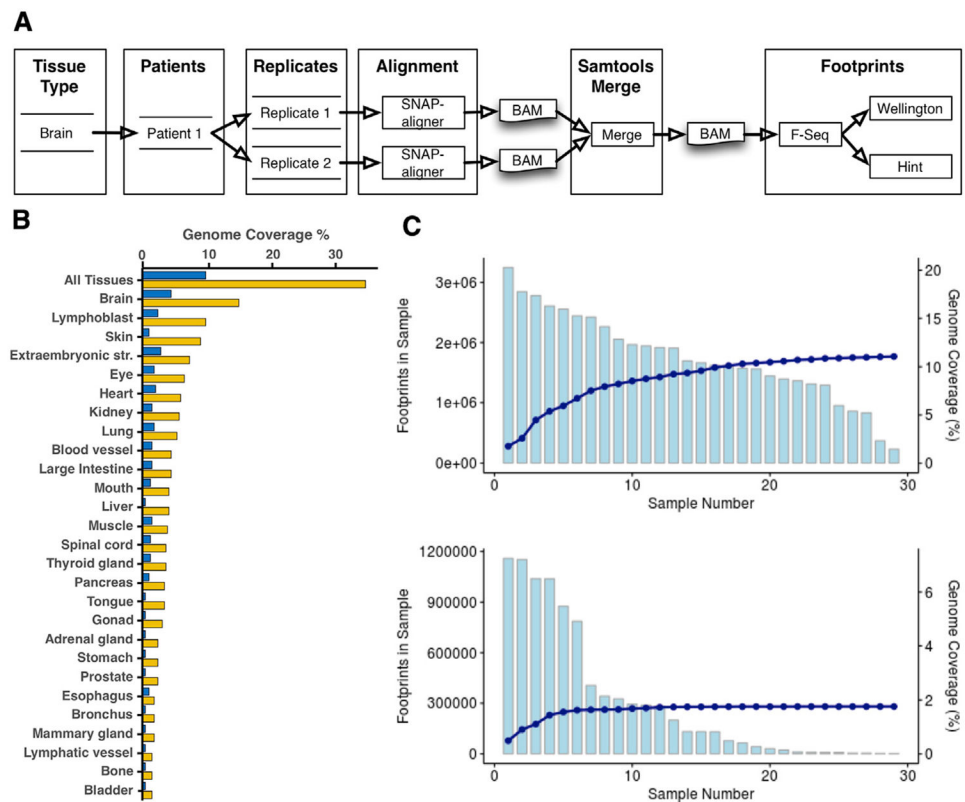 A
Tissue
Type
Patients
Replicates
Alignment
Samtools
Merge
Footprints
Brain
Patient 1
Replicate 1
Replicate 2
SNAP-
aligner
SNAP-
aligner
BAM
BAM
Merge
BAM
F-Seq
Wellington
Hint
B
Genome Coverage %
0 10 20 30
All Tissues
Brain
Lymphoblast
Skin
Extraembryonic str.
Eye
Heart
Kidney
Lung
Blood vessel
Large Intestine
Mouth
Liver
Muscle
Spinal cord
Thyroid gland
Pancreas
Tongue
Gonad
Adrenal gland
Stomach
Prostate
Esophagus
Bronchus
Mammary gland
Lymphatic vessel
Bone
Bladder
C
Footprints in Sample
3e+06
2e+06
1e+06
0e+00
20
15
10
5
0
Genome Coverage (%)
0 10 20 30
Sample Number
Footprints in Sample
1200000
900000
600000
300000
0
6
4
2
0
Genome Coverage (%)
0 10 20 30
Sample Number